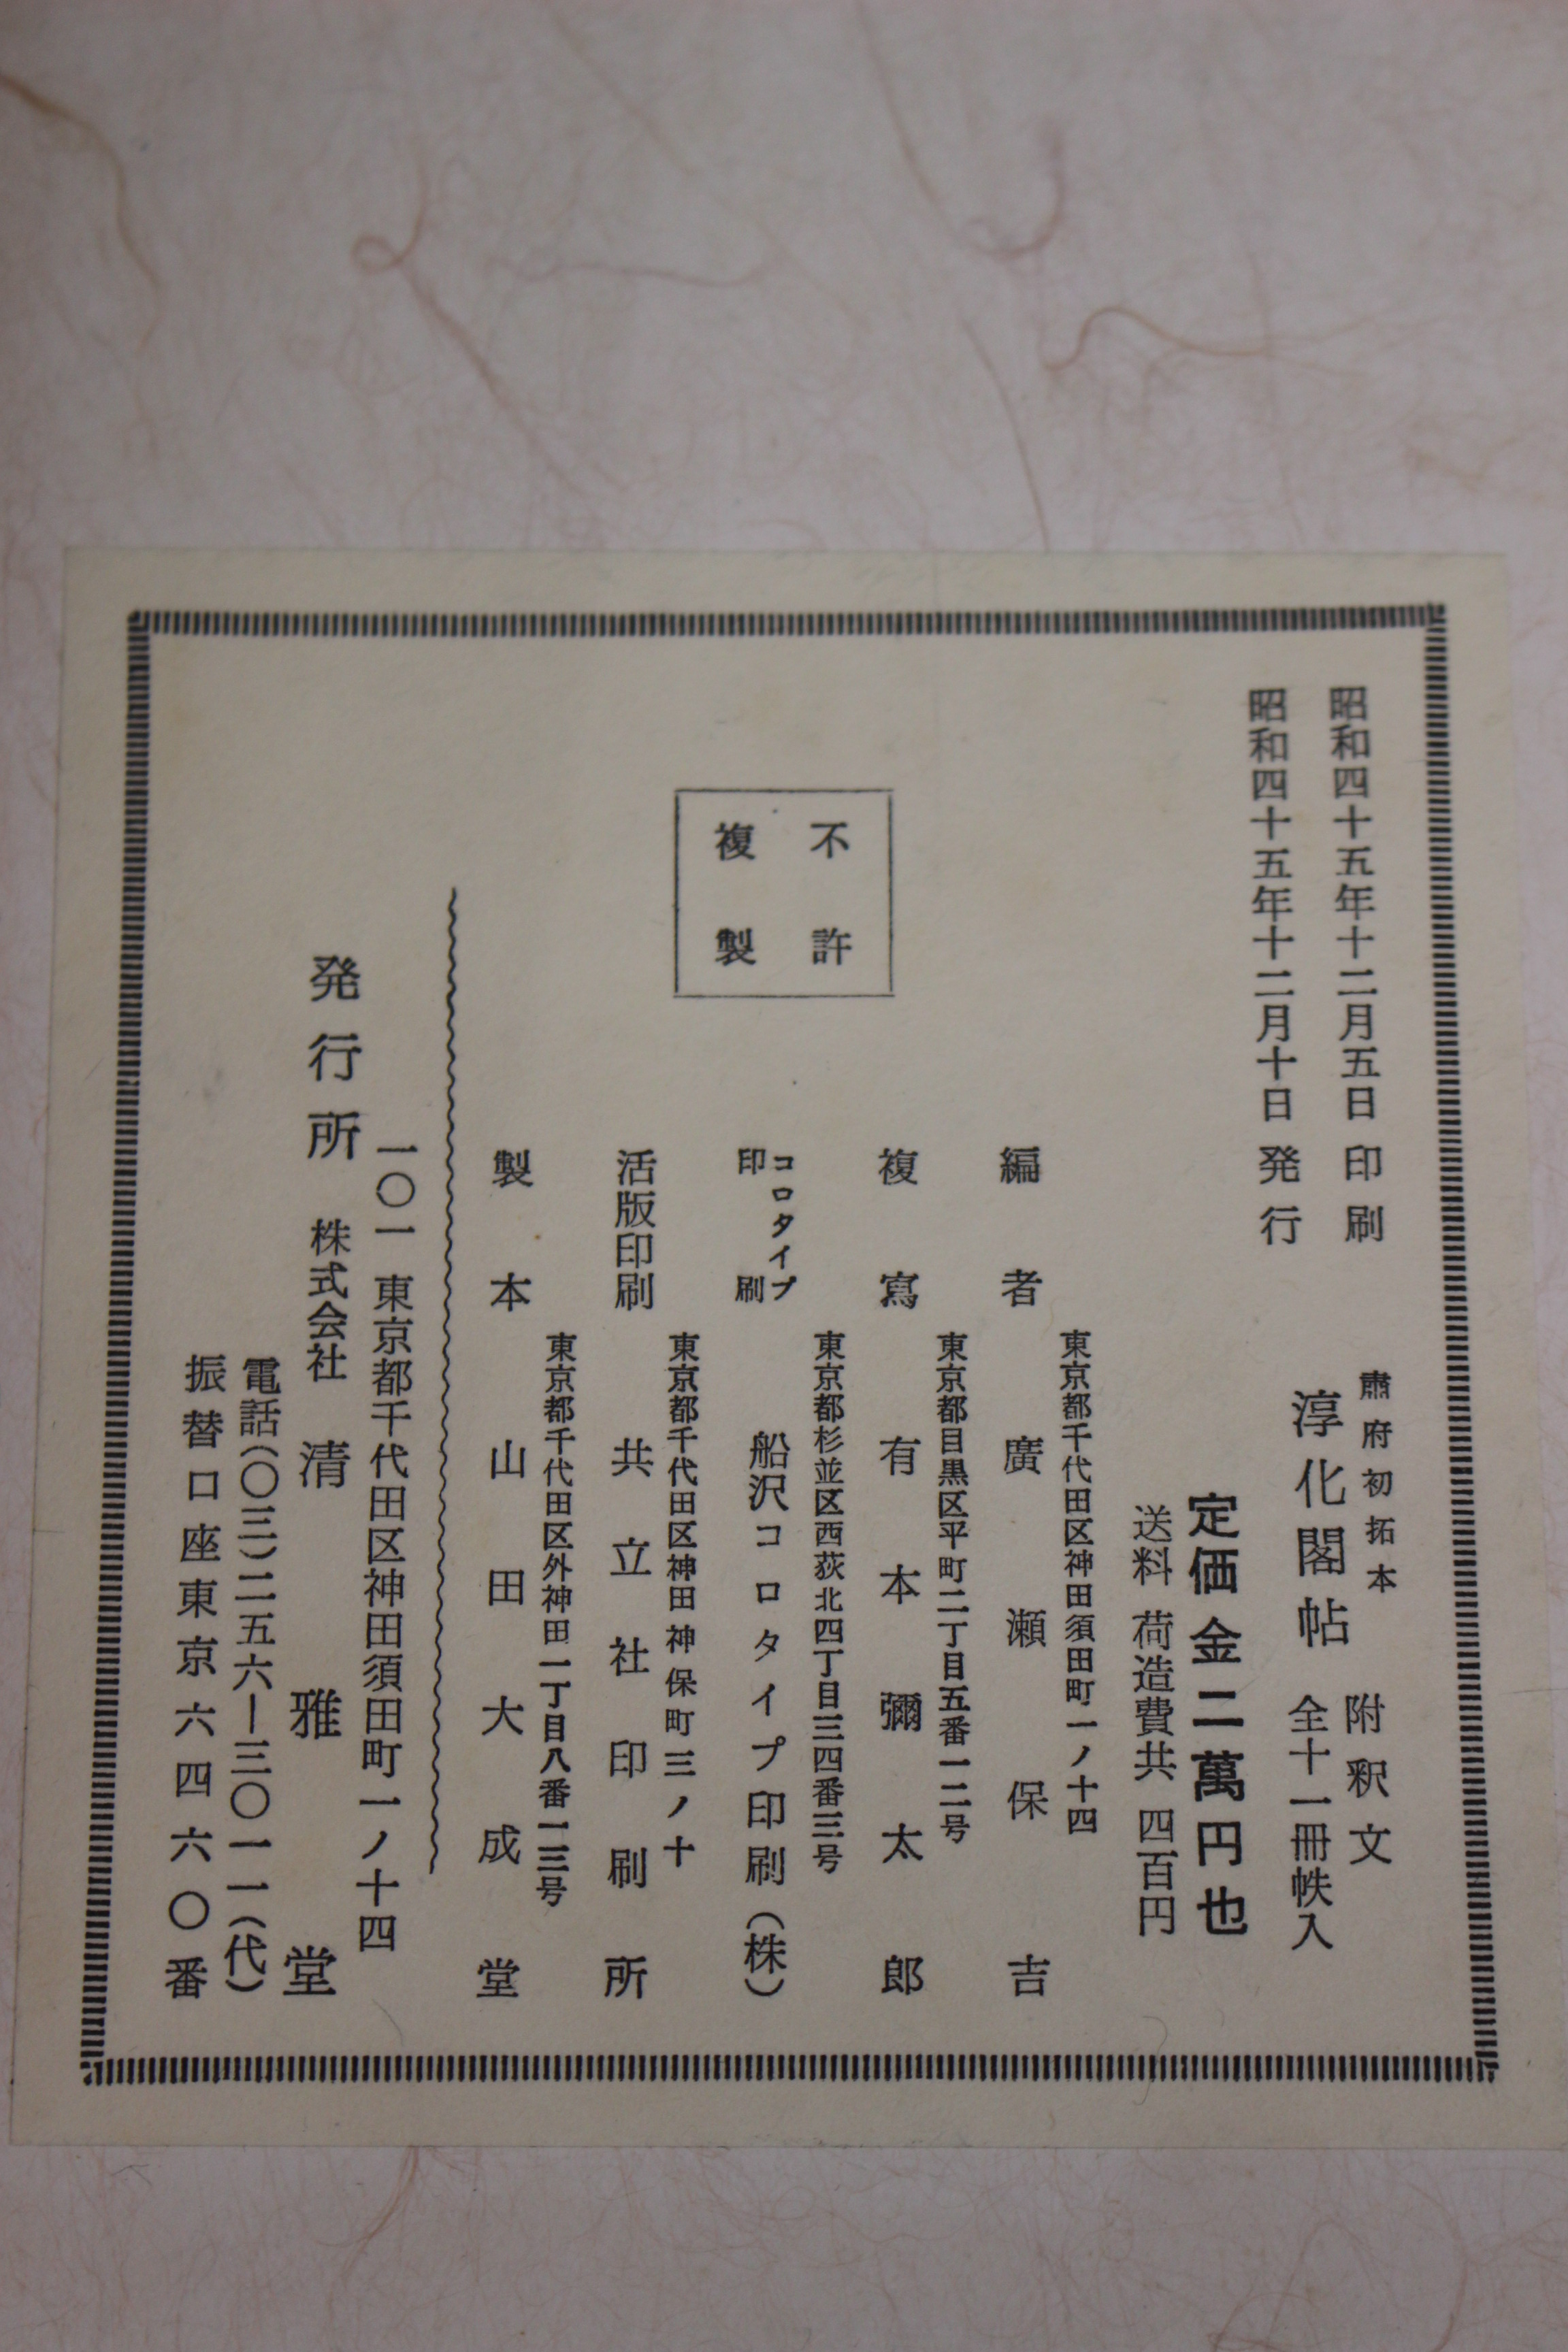 昭和四十五年十二月五日 印刷
昭和四十五年十二月十日 発行
肅府初拓本
淳化閣帖
附釈文
全十一冊帙入
定価金二萬円也
送料 荷造費共 四百円
東京都千代田区神田須田町一ノ十四
編者 廣瀬保吉
東京都目黒区平町二丁目五番一二号
複寫 有本彌太郎
東京都杉並区西荻北四丁目三四番三号
コロタイプ
印刷
船沢コロタイプ印刷(株)
東京都千代田区神田神保町三ノ十
活版印刷 共立社印刷所
東京都千代田区外神田一丁目八番一三号
製本 山田大成堂
不許
複製
一〇一 東京都千代田区神田須田町一ノ十四
発行所 株式会社 清雅堂
電話(〇三)二五六ー三〇一一(代)
振替口座東京六四六〇番